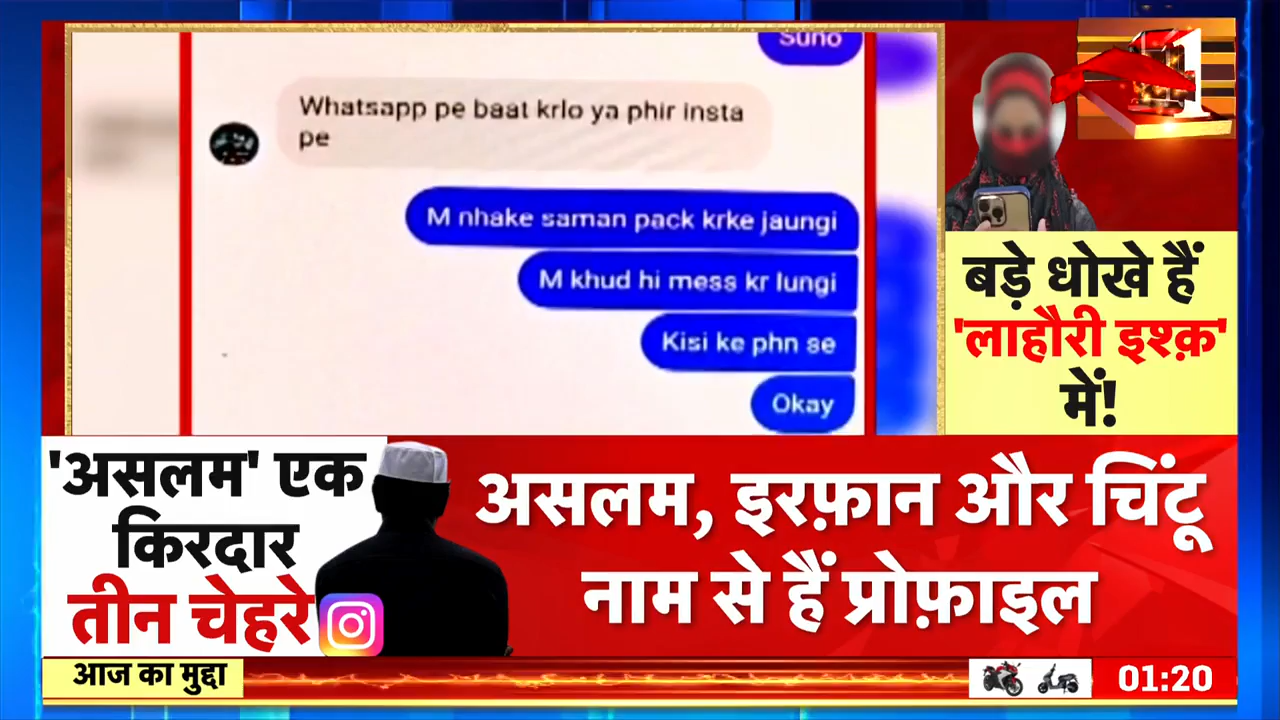 Suno
Whatsapp pe baat krlo ya phir insta
pe
M nhake saman pack krke jaungi
M khud hi mess kr lungi
Kisi ke phn se
Okay
1
बड़े धोखे हैं
'लाहौरी इश्क़'
में!
'असलम' एक
किरदार
तीन चेहरे
असलम, इरफ़ान और चिंटू
नाम से हैं प्रोफ़ाइल
आज का मुद्दा
01:20